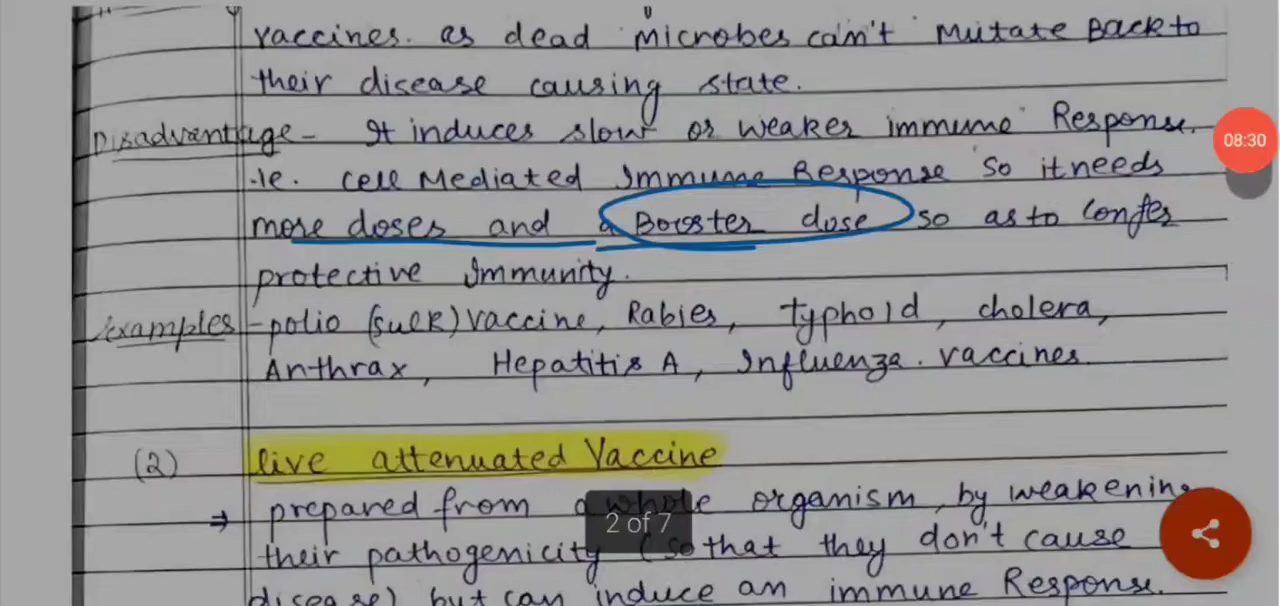 vaccines. as dead microbes can't Mutate Back to
their disease causing state.
Disadvantage - It induces slow or weaker immune Response.
.ie. cell Mediated Immune Response so it needs
more doses and a Booster dose so as to confer
protective Immunity.
Examples - polio (sulk) vaccine, Rabies, typhoid, cholera,
Anthrax, Hepatitis A, Influenza. vaccines
(2) live attenuated Vaccine
⇒ prepared from a whole organism, by weakening
their pathogenicity (so that they don't cause
disease) but can induce an immune Response.
08:30
2 of 7